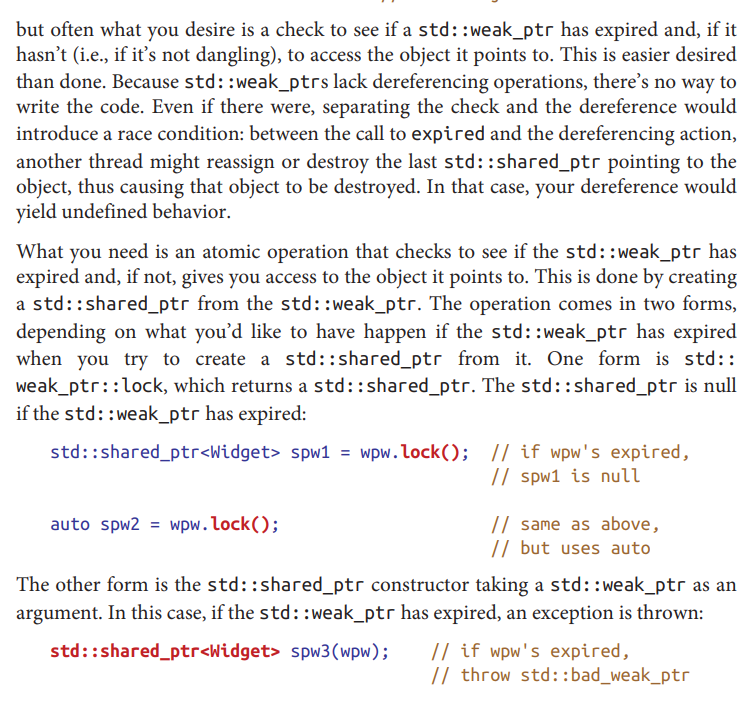 but often what you desire is a check to see if a std::weak_ptr has expired and, if it
hasn’t (i.e., if it’s not dangling), to access the object it points to. This is easier desired
than done. Because std::weak_ptrs lack dereferencing operations, there’s no way to
write the code. Even if there were, separating the check and the dereference would
introduce a race condition: between the call to expired and the dereferencing action,
another thread might reassign or destroy the last std::shared_ptr pointing to the
object, thus causing that object to be destroyed. In that case, your dereference would
yield undefined behavior.
What you need is an atomic operation that checks to see if the std::weak_ptr has
expired and, if not, gives you access to the object it points to. This is done by creating
a std::shared_ptr from the std::weak_ptr. The operation comes in two forms,
depending on what you’d like to have happen if the std::weak_ptr has expired
when you try to create a std::shared_ptr from it. One form is std::
weak_ptr::lock, which returns a std::shared_ptr. The std::shared_ptr is null
if the std::weak_ptr has expired:
std::shared_ptr<Widget> spw1 = wpw.lock(); // if wpw's expired,
// spw1 is null
auto spw2 = wpw.lock(); // same as above,
// but uses auto
The other form is the std::shared_ptr constructor taking a std::weak_ptr as an
argument. In this case, if the std::weak_ptr has expired, an exception is thrown:
std::shared_ptr<Widget> spw3(wpw); // if wpw's expired,
// throw std::bad_weak_ptr